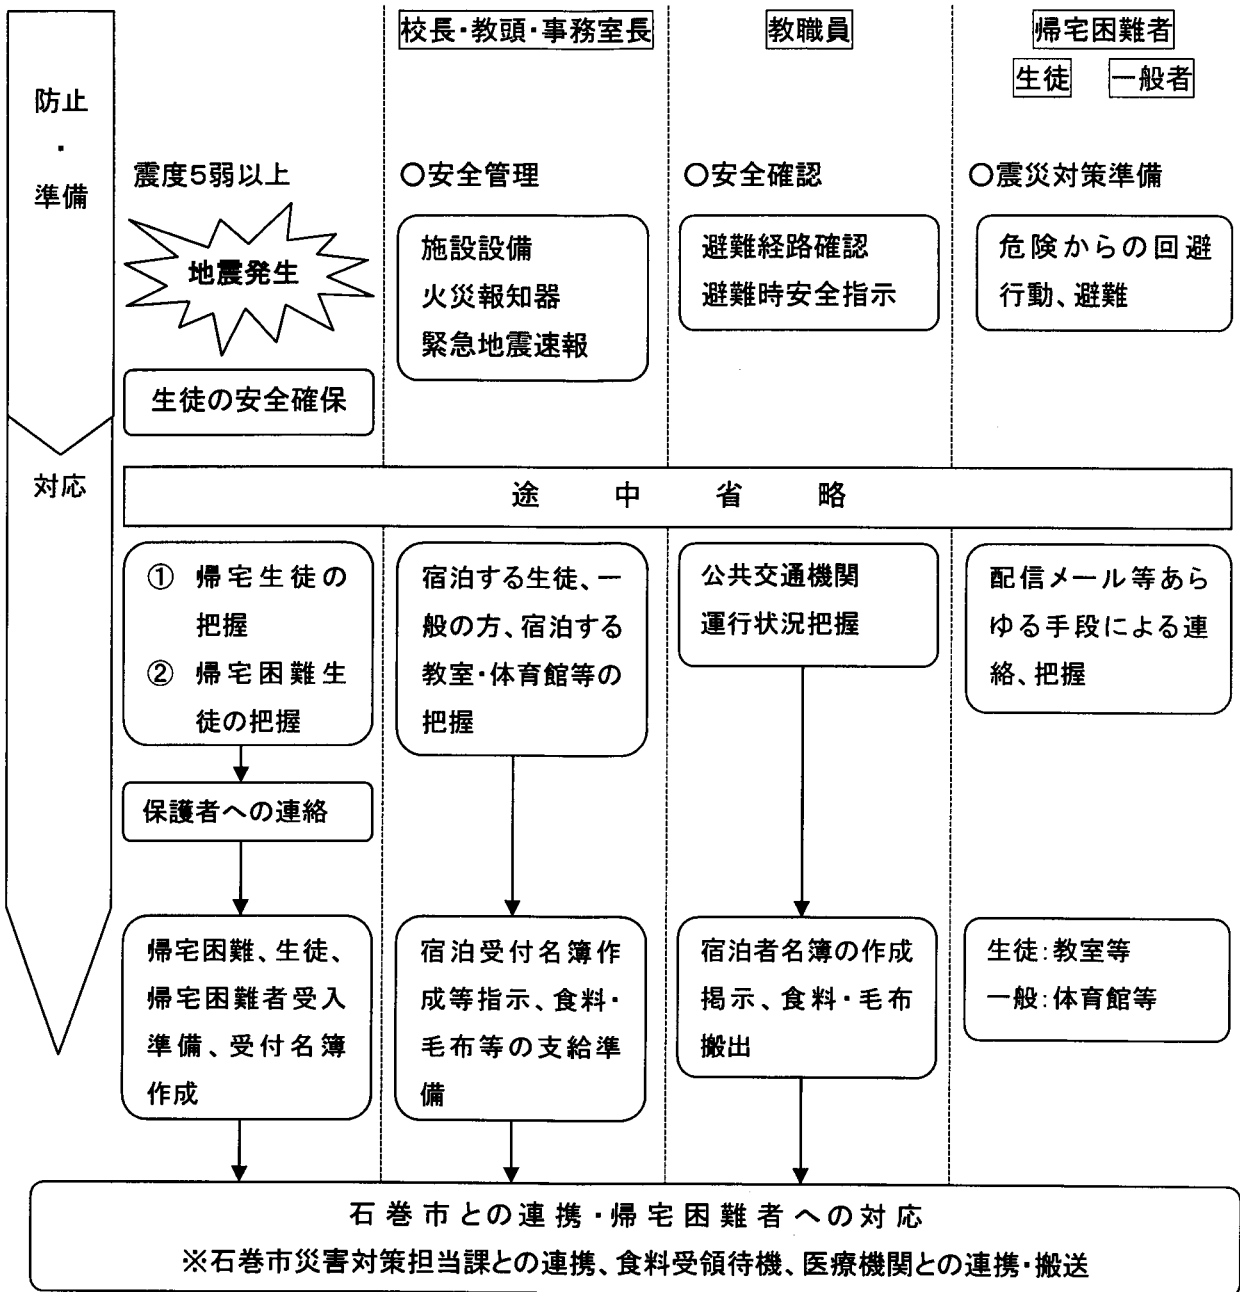 校長・教頭・事務室長
教職員
帰宅困難者
生徒 一般者
防止
・
準備
震度5弱以上
地震発生
生徒の安全確保
○安全管理
施設設備
火災報知器
緊急地震速報
○安全確認
避難経路確認
避難時安全指示
○震災対策準備
危険からの回避
行動、避難
対応
途中省略
① 帰宅生徒の
把握
② 帰宅困難生
徒の把握
宿泊する生徒、一
般の方、宿泊する
教室・体育館等の
把握
公共交通機関
運行状況把握
配信メール等あら
ゆる手段による連
絡、把握
保護者への連絡
帰宅困難、生徒、
帰宅困難者受入
準備、受付名簿
作成
宿泊受付名簿作
成等指示、食料・
毛布等の支給準
備
宿泊者名簿の作成
掲示、食料・毛布
搬出
生徒:教室等
一般:体育館等
石巻市との連携・帰宅困難者への対応
※石巻市災害対策担当課との連携、食料受領待機、医療機関との連携・搬送